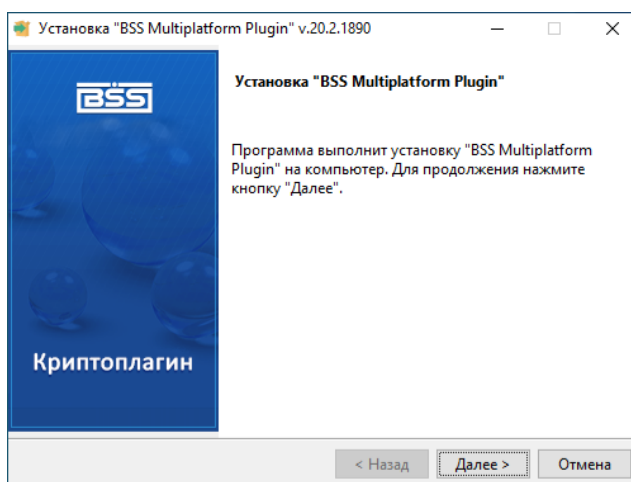 Установка "BSS Multiplatform Plugin" v.20.2.1890
BSS
Установка "BSS Multiplatform Plugin"
Программа выполнит установку "BSS Multiplatform
Plugin" на компьютер. Для продолжения нажмите
кнопку "Далее".
Криптоплагин
< Назад
Далее >
Отмена